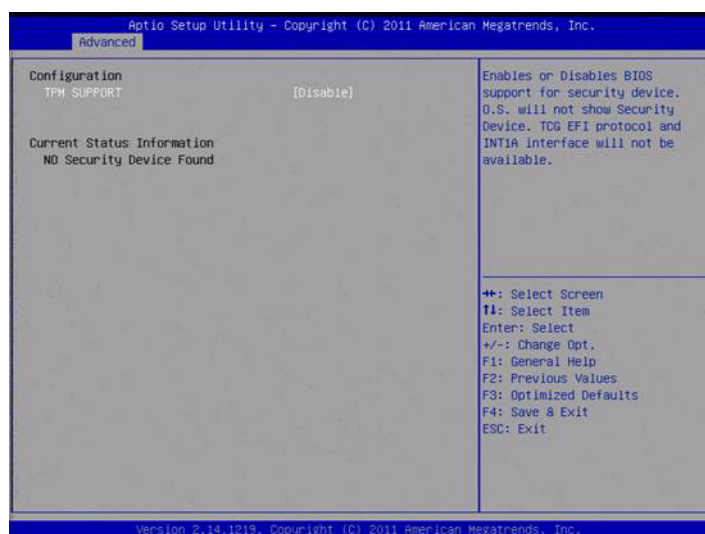 Aptio Setup Utility – Copyright (C) 2011 American Megatrends, Inc.
Advanced
Configuration
TPM SUPPORT [Disable]
Current Status Information
NO Security Device Found
Enables or Disables BIOS
support for security device.
O.S. will not show Security
Device. TCG EFI protocol and
INT1A interface will not be
available.
→←: Select Screen
↑↓: Select Item
Enter: Select
+/-: Change Opt.
F1: General Help
F2: Previous Values
F3: Optimized Defaults
F4: Save & Exit
ESC: Exit
Version 2.14.1219. Copyright (C) 2011 American Megatrends, Inc.